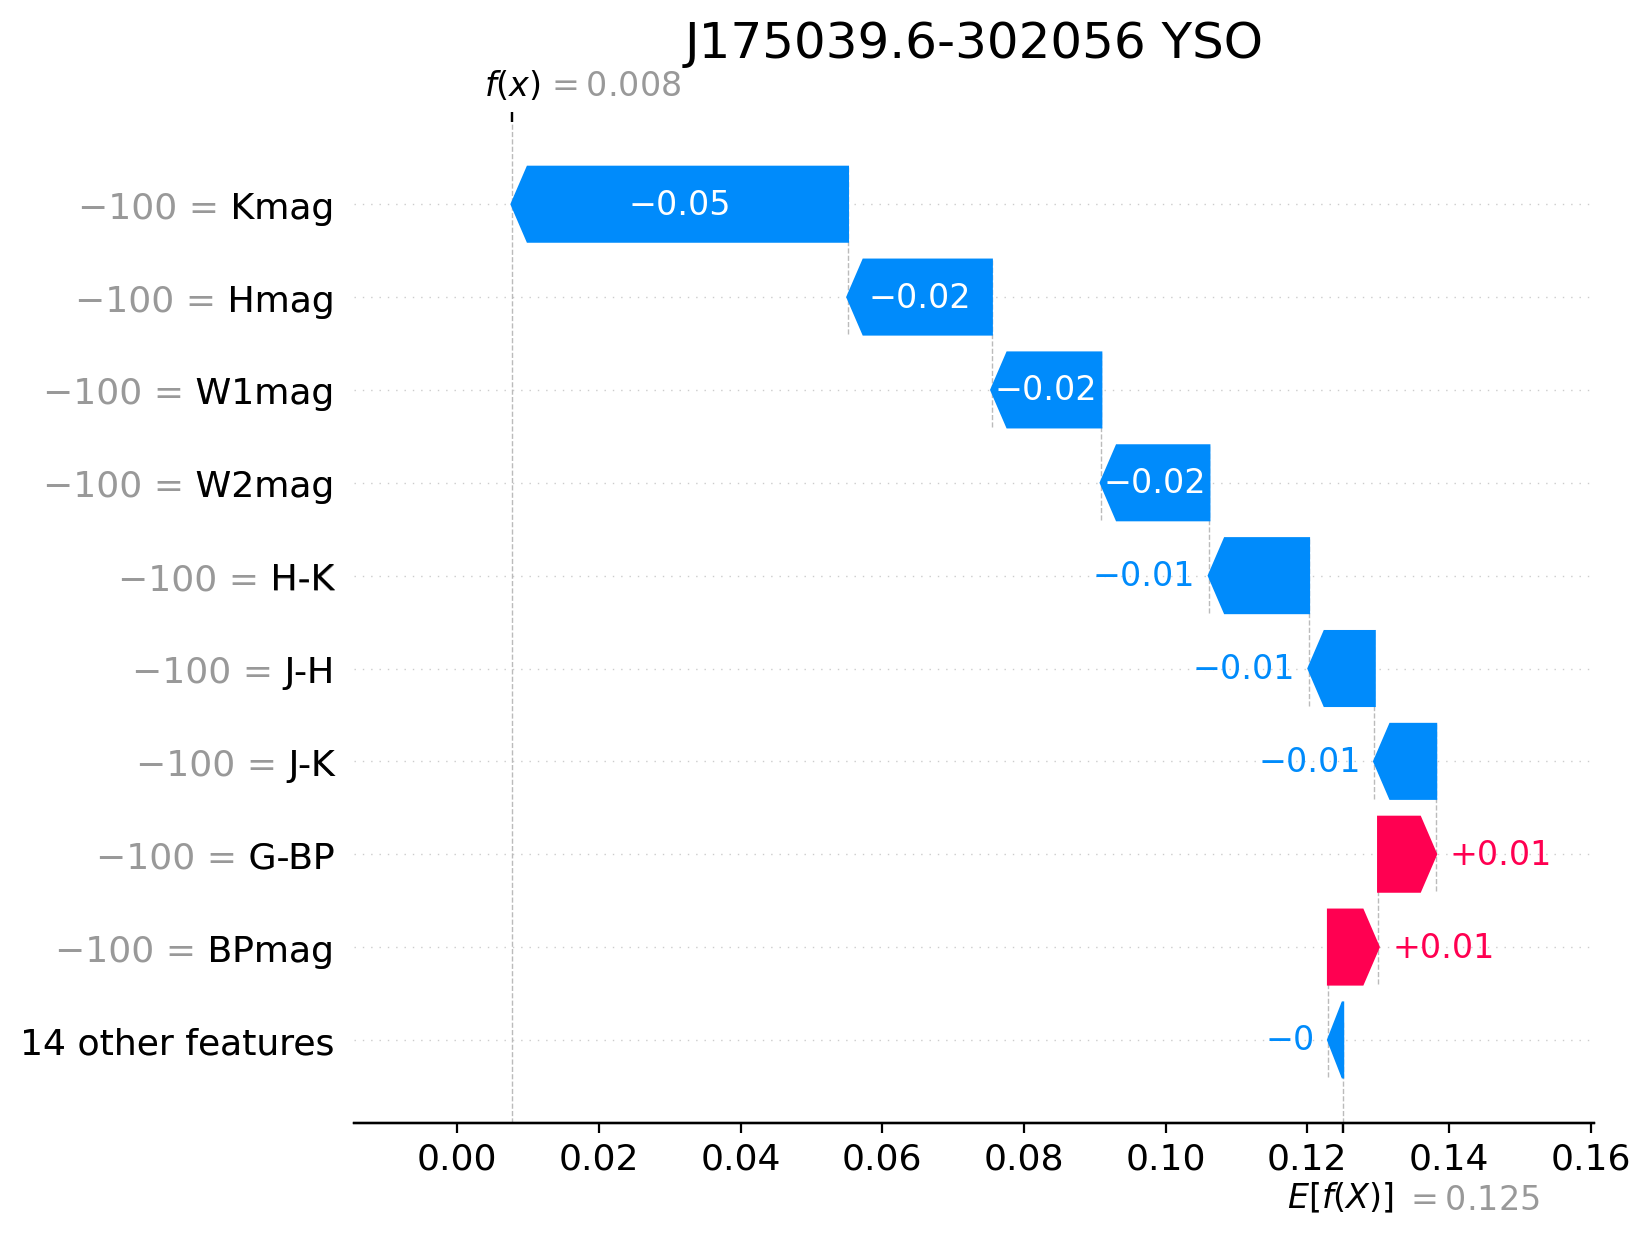 J175039.6-302056 YSO
f(x) = 0.008
−100 = Kmag
−0.05
−100 = Hmag
−0.02
−100 = W1mag
−0.02
−100 = W2mag
−0.02
−100 = H-K
−0.01
−100 = J-H
−0.01
−100 = J-K
−0.01
−100 = G-BP
+0.01
−100 = BPmag
+0.01
14 other features
−0
0.00 0.02 0.04 0.06 0.08 0.10 0.12 0.14 0.16
E[f(X)] = 0.125